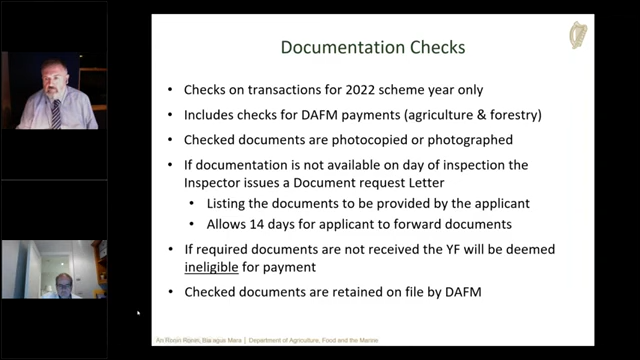 Documentation Checks
• Checks on transactions for 2022 scheme year only
• Includes checks for DAFM payments (agriculture & forestry)
• Checked documents are photocopied or photographed
• If documentation is not available on day of inspection the
Inspector issues a Document request Letter
• Listing the documents to be provided by the applicant
• Allows 14 days for applicant to forward documents
• If required documents are not received the YF will be deemed
ineligible for payment
• Checked documents are retained on file by DAFM
An Roinn Bia agus Mara | Department of Agriculture, Food and the Marine